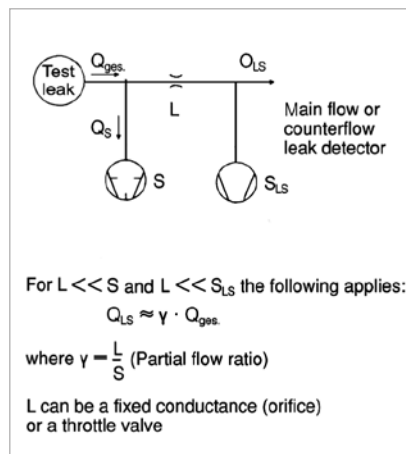 Test
leak
Qges.
OLS
L
QS
S
SLS
Main flow or
counterflow
leak detector
For L<<S and L<<SLS the following applies:
QLS ≈ γ · Qges.
where γ = L/S (Partial flow ratio)
L can be a fixed conductance (orifice)
or a throttle valve